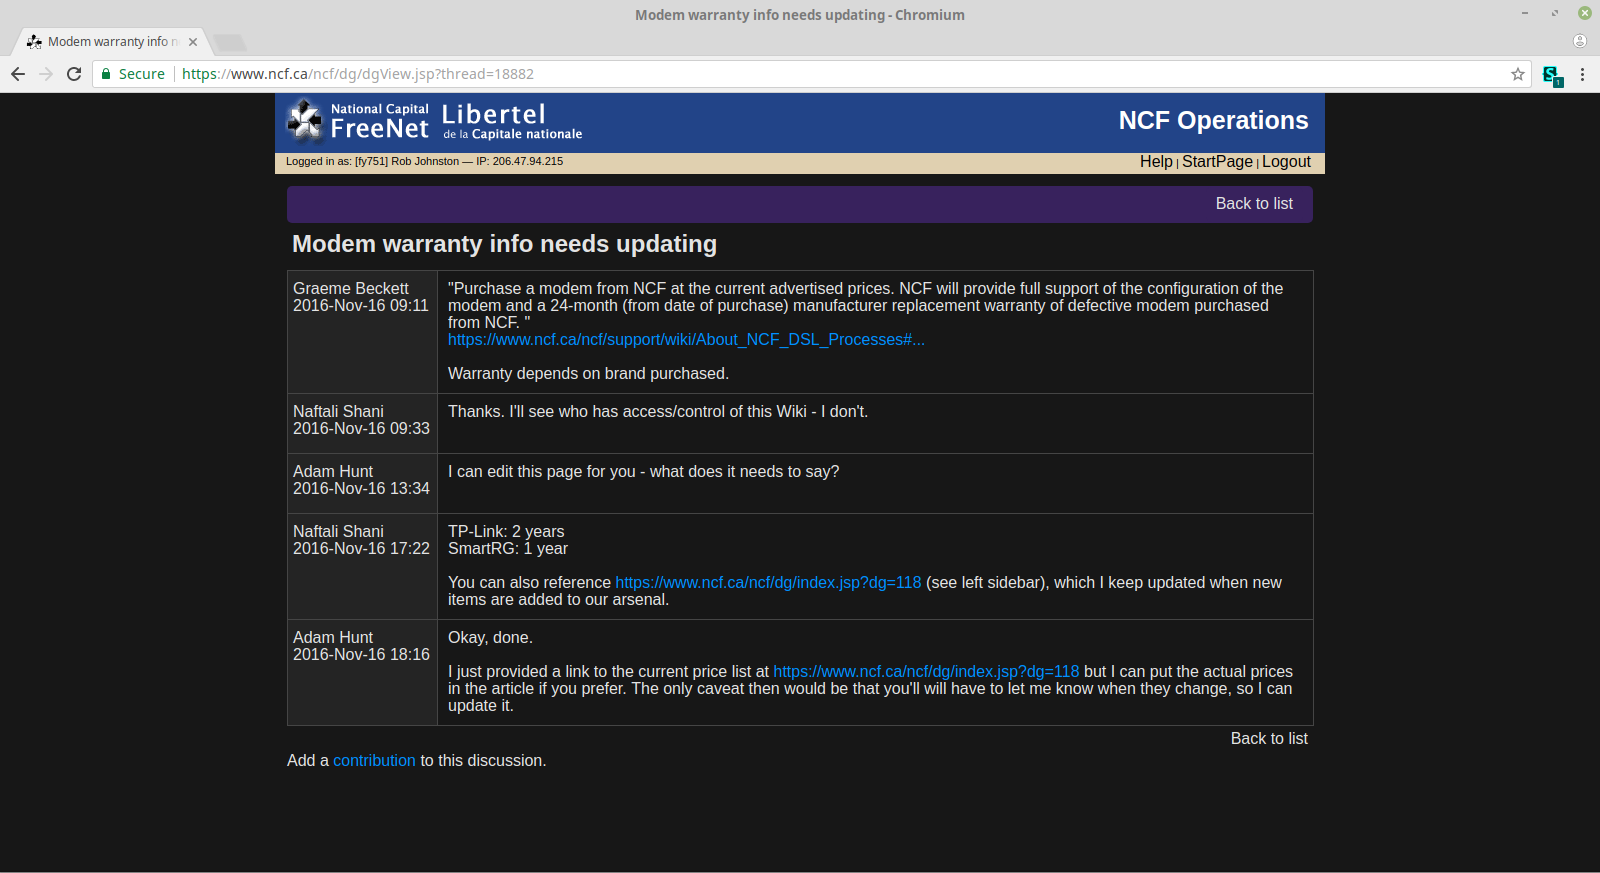 Modem warranty info needs updating - Chromium
Modem warranty info n
Secure https://www.ncf.ca/ncf/dg/dgView.jsp?thread=18882
National Capital FreeNet
Libertel de la Capitale nationale
NCF Operations
Logged in as: [fy751] Rob Johnston — IP: 206.47.94.215
Help | StartPage | Logout
Back to list
Modem warranty info needs updating
Graeme Beckett
2016-Nov-16 09:11
"Purchase a modem from NCF at the current advertised prices. NCF will provide full support of the configuration of the
modem and a 24-month (from date of purchase) manufacturer replacement warranty of defective modem purchased
from NCF. "
https://www.ncf.ca/ncf/support/wiki/About_NCF_DSL_Processes#...
Warranty depends on brand purchased.
Naftali Shani
2016-Nov-16 09:33
Thanks. I'll see who has access/control of this Wiki - I don't.
Adam Hunt
2016-Nov-16 13:34
I can edit this page for you - what does it needs to say?
Naftali Shani
2016-Nov-16 17:22
TP-Link: 2 years
SmartRG: 1 year
You can also reference https://www.ncf.ca/ncf/dg/index.jsp?dg=118 (see left sidebar), which I keep updated when new
items are added to our arsenal.
Adam Hunt
2016-Nov-16 18:16
Okay, done.
I just provided a link to the current price list at https://www.ncf.ca/ncf/dg/index.jsp?dg=118 but I can put the actual prices
in the article if you prefer. The only caveat then would be that you'll will have to let me know when they change, so I can
update it.
Back to list
Add a contribution to this discussion.